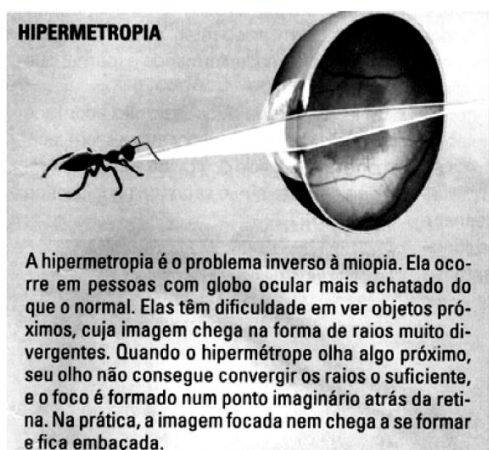 HIPERMETROPIA
A hipermetropia é o problema inverso à miopia. Ela oco-
rre em pessoas com globo ocular mais achatado do
que o normal. Elas têm dificuldade em ver objetos pró-
ximos, cuja imagem chega na forma de raios muito di-
vergentes. Quando o hipermétrope olha algo próximo,
seu olho não consegue convergir os raios o suficiente,
e o foco é formado num ponto imaginário atrás da reti-
na. Na prática, a imagem focada nem chega a se formar
e fica embaçada.